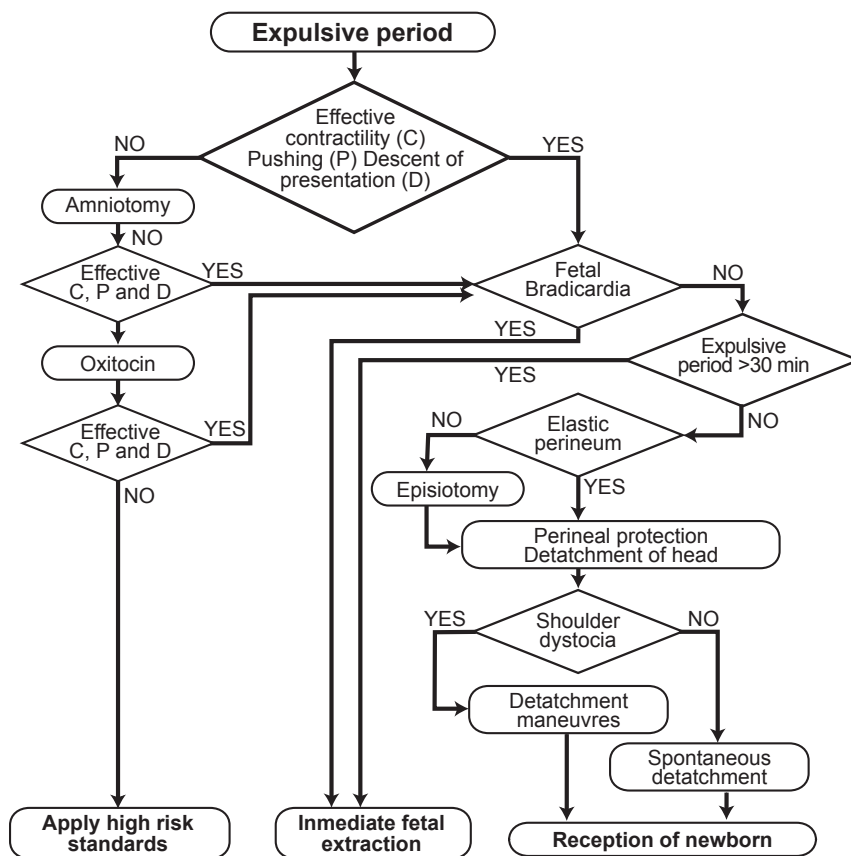 Expulsive period
Effective
contractility (C)
Pushing (P) Descent of
presentation (D)
NO
YES
Amniotomy
NO
Effective
C, P and D
YES
Fetal
Bradicardia
NO
YES
Oxitocin
Expulsive
period >30 min
YES
NO
Effective
C, P and D
YES
NO
Elastic
perineum
NO
YES
Episiotomy
Perineal protection
Detatchment of head
YES
Shoulder
dystocia
NO
Detatchment
maneuvres
Spontaneous
detatchment
Apply high risk
standards
Inmediate fetal
extraction
Reception of newborn